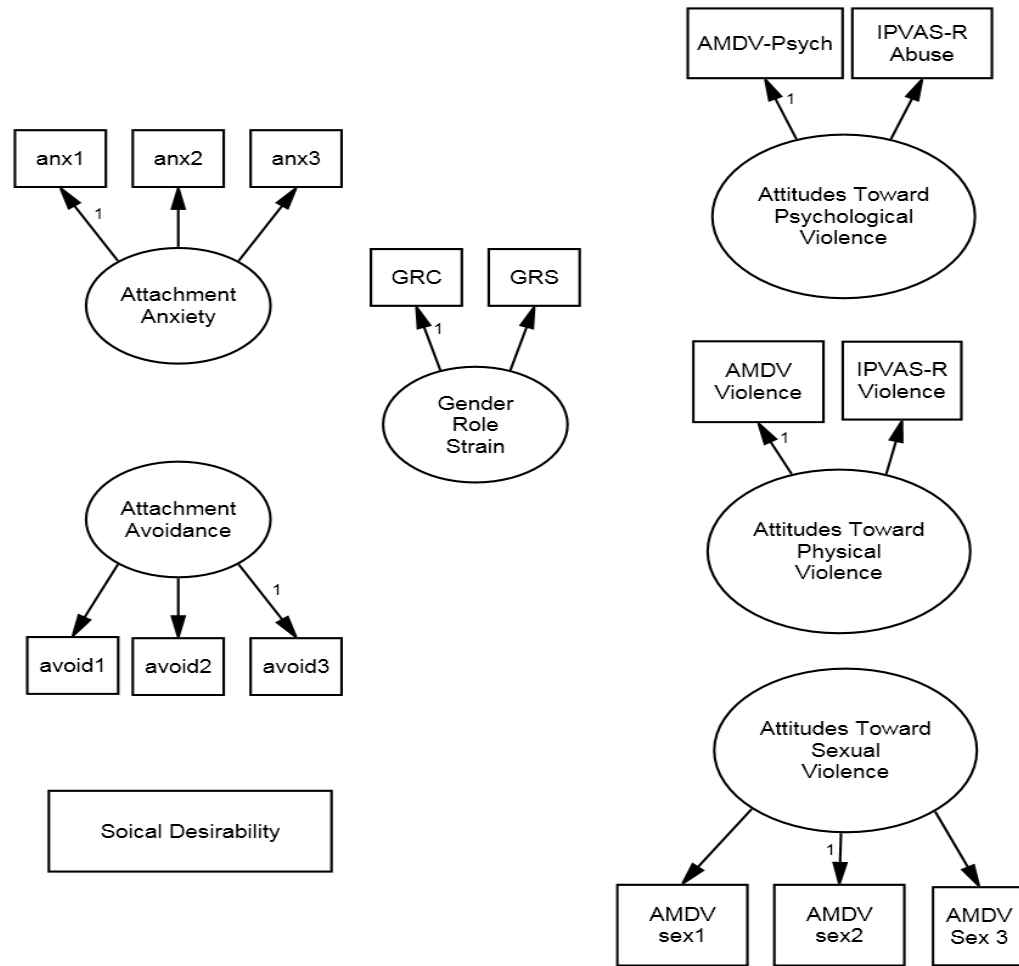 AMDV-Psych
IPVAS-R
Abuse
1
Attitudes Toward
Psychological
Violence
anx1
anx2
anx3
1
Attachment
Anxiety
GRC
GRS
1
Gender
Role
Strain
AMDV
Violence
IPVAS-R
Violence
1
Attitudes Toward
Physical
Violence
Attachment
Avoidance
1
avoid1
avoid2
avoid3
Attitudes Toward
Sexual
Violence
1
AMDV
sex1
AMDV
sex2
AMDV
Sex 3
Soical Desirability